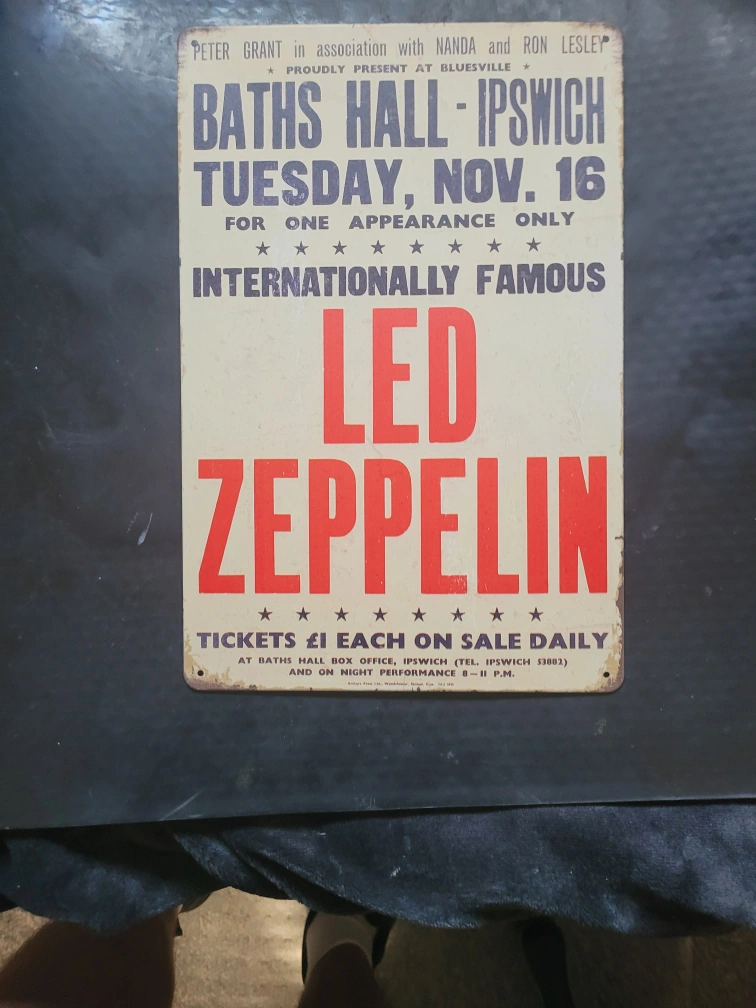 PETER GRANT in association with NANDA and RON LESLEY
★ PROUDLY PRESENT AT BLUESVILLE ★
BATHS HALL - IPSWICH
TUESDAY, NOV. 16
FOR ONE APPEARANCE ONLY
★ ★ ★ ★ ★ ★ ★ ★
INTERNATIONALLY FAMOUS
LED
ZEPPELIN
★ ★ ★ ★ ★ ★ ★ ★
TICKETS £1 EACH ON SALE DAILY
AT BATHS HALL BOX OFFICE, IPSWICH (TEL. IPSWICH 53882)
AND ON NIGHT PERFORMANCE 8—11 P.M.